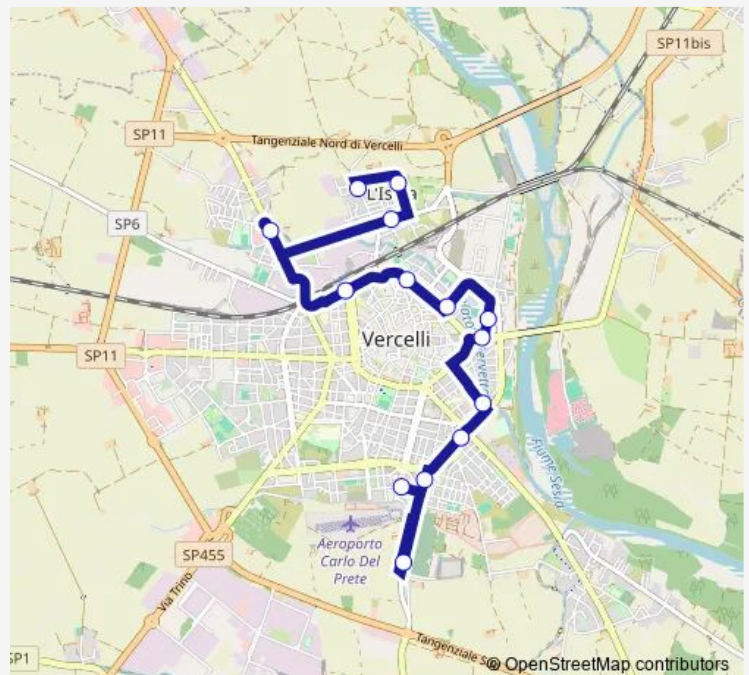 SP11bis
SP11
Tangenziale Nord di Vercelli
SP6
Vercelli
SP11
Fiume Sesia
Aeroporto
Carlo Del
Prete
SP455
Via Trino
SP1
Tangenziale S
© OpenStreetMap contributors